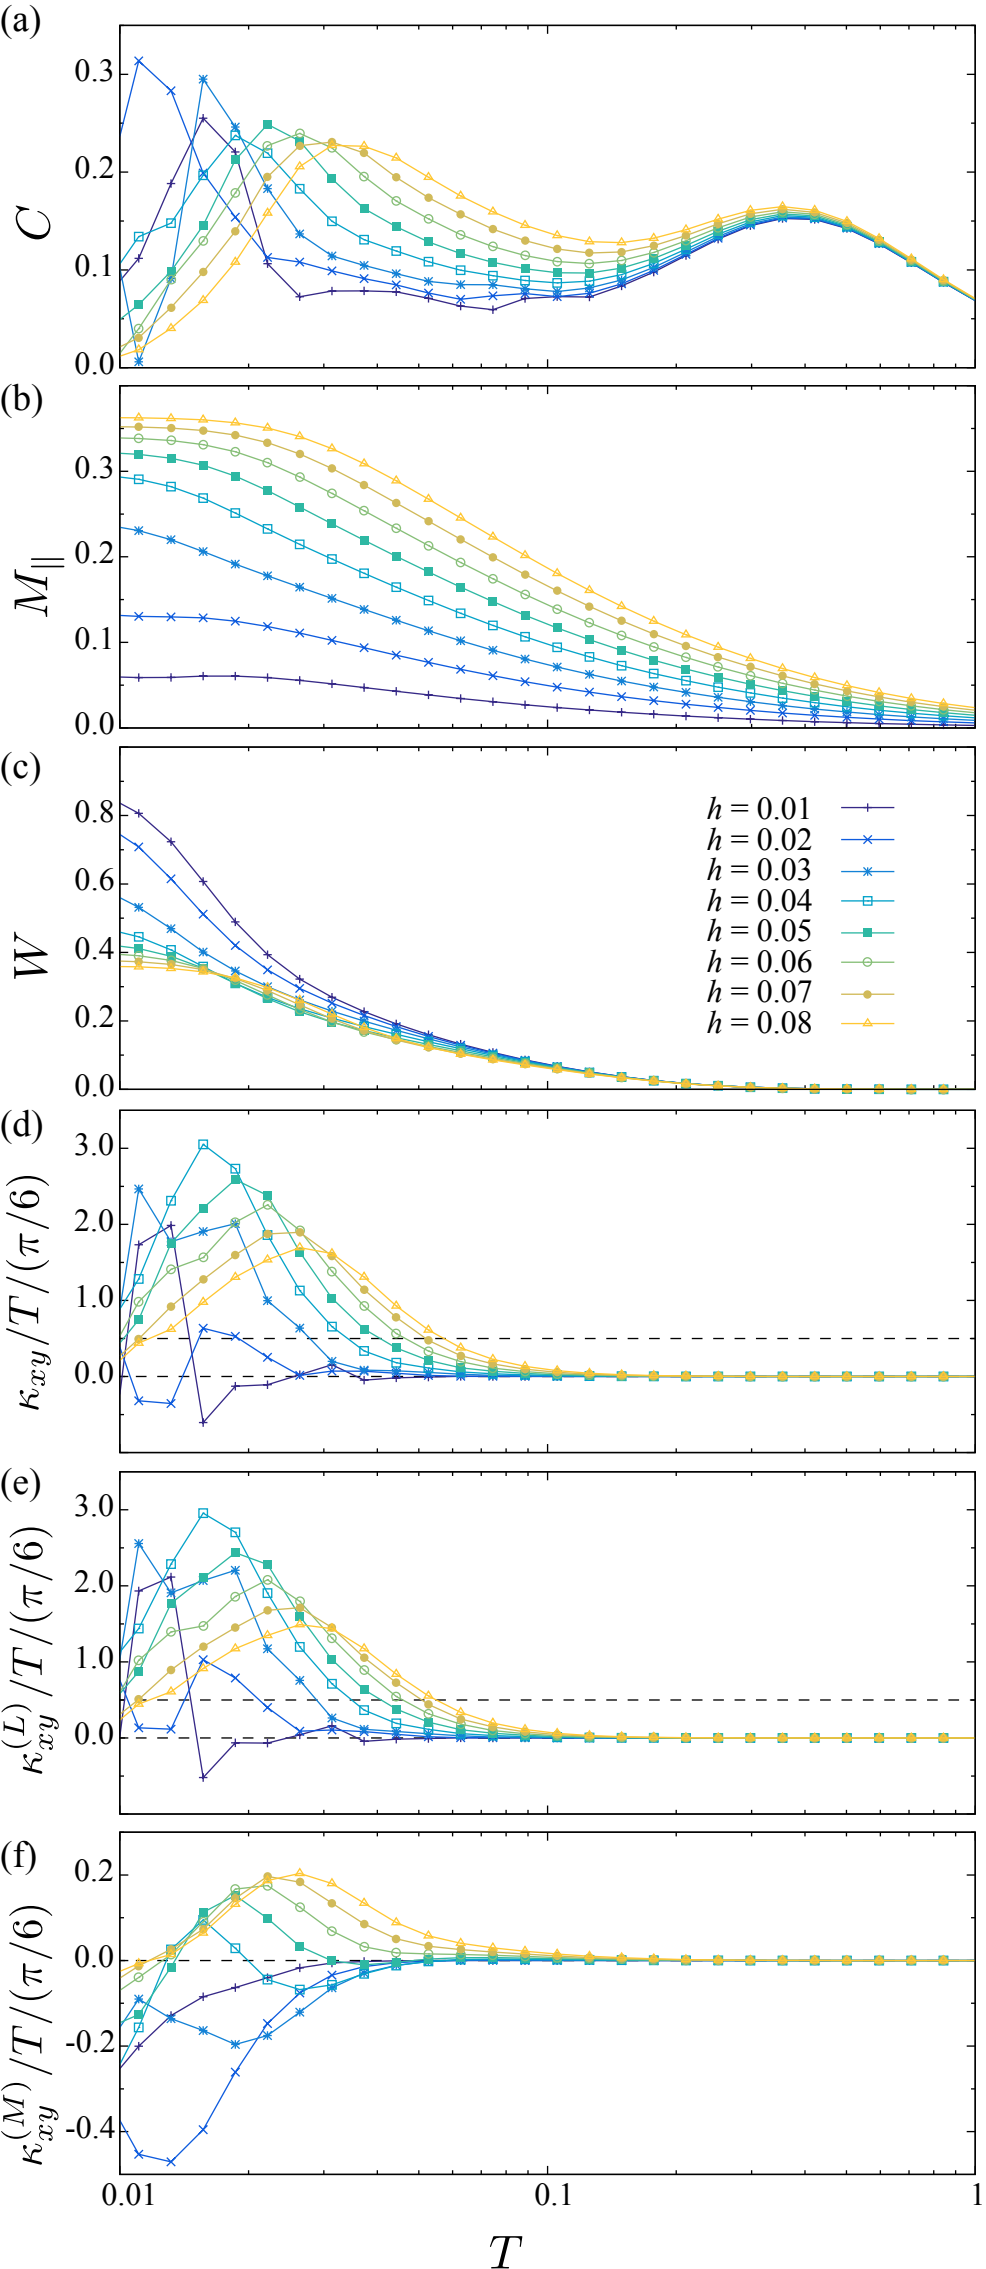 (a)
C
0.3
0.2
0.1
0.0
(b)
M∥
0.3
0.2
0.1
0.0
(c)
W
0.8
0.6
0.4
0.2
0.0
h = 0.01
h = 0.02
h = 0.03
h = 0.04
h = 0.05
h = 0.06
h = 0.07
h = 0.08
(d)
κxy/T/(π/6)
3.0
2.0
1.0
0.0
(e)
κxy(L)/T/(π/6)
3.0
2.0
1.0
0.0
(f)
κxy(M)/T/(π/6)
0.2
0.0
-0.2
-0.4
0.01 0.1 1
T